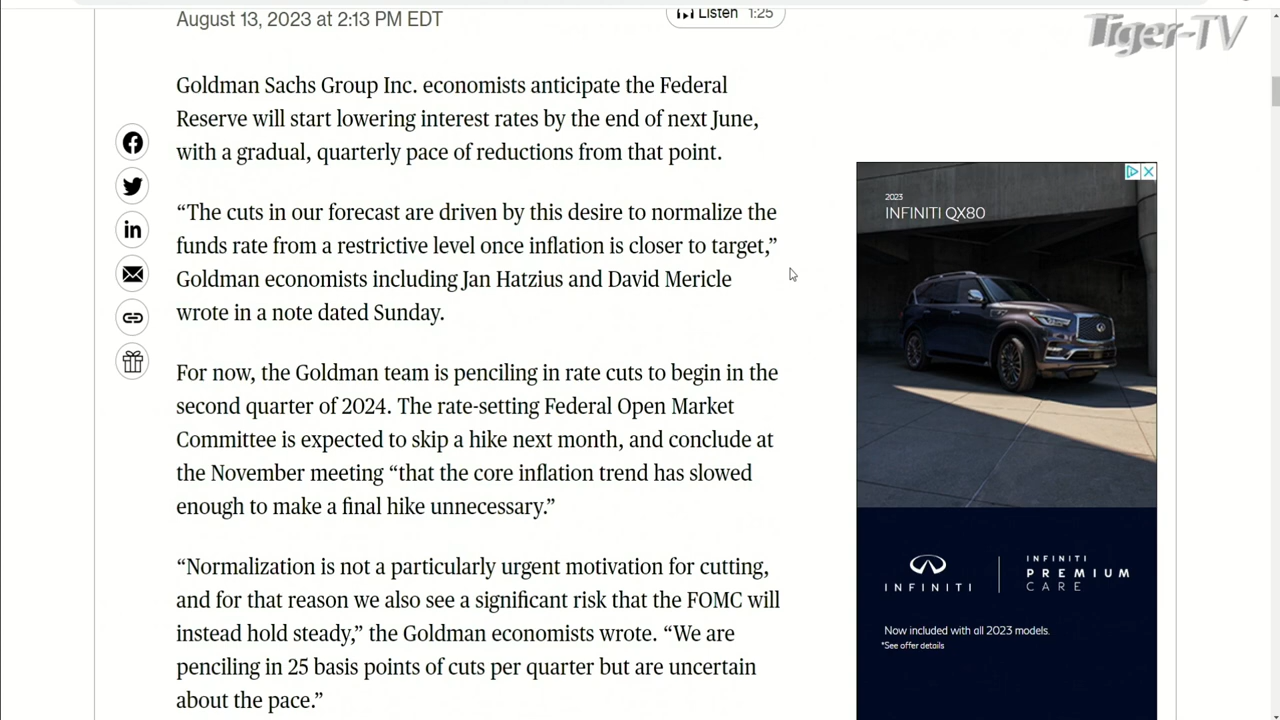 August 13, 2023 at 2:13 PM EDT
Listen 1:25
Tiger-TV
Goldman Sachs Group Inc. economists anticipate the Federal
Reserve will start lowering interest rates by the end of next June,
with a gradual, quarterly pace of reductions from that point.
“The cuts in our forecast are driven by this desire to normalize the
funds rate from a restrictive level once inflation is closer to target,”
Goldman economists including Jan Hatzius and David Mericle
wrote in a note dated Sunday.
For now, the Goldman team is penciling in rate cuts to begin in the
second quarter of 2024. The rate-setting Federal Open Market
Committee is expected to skip a hike next month, and conclude at
the November meeting “that the core inflation trend has slowed
enough to make a final hike unnecessary.”
“Normalization is not a particularly urgent motivation for cutting,
and for that reason we also see a significant risk that the FOMC will
instead hold steady,” the Goldman economists wrote. “We are
penciling in 25 basis points of cuts per quarter but are uncertain
about the pace.”
in
2023
INFINITI QX80
INFINITI
INFINITI
PREMIUM
CARE
Now included with all 2023 models.
*See offer details